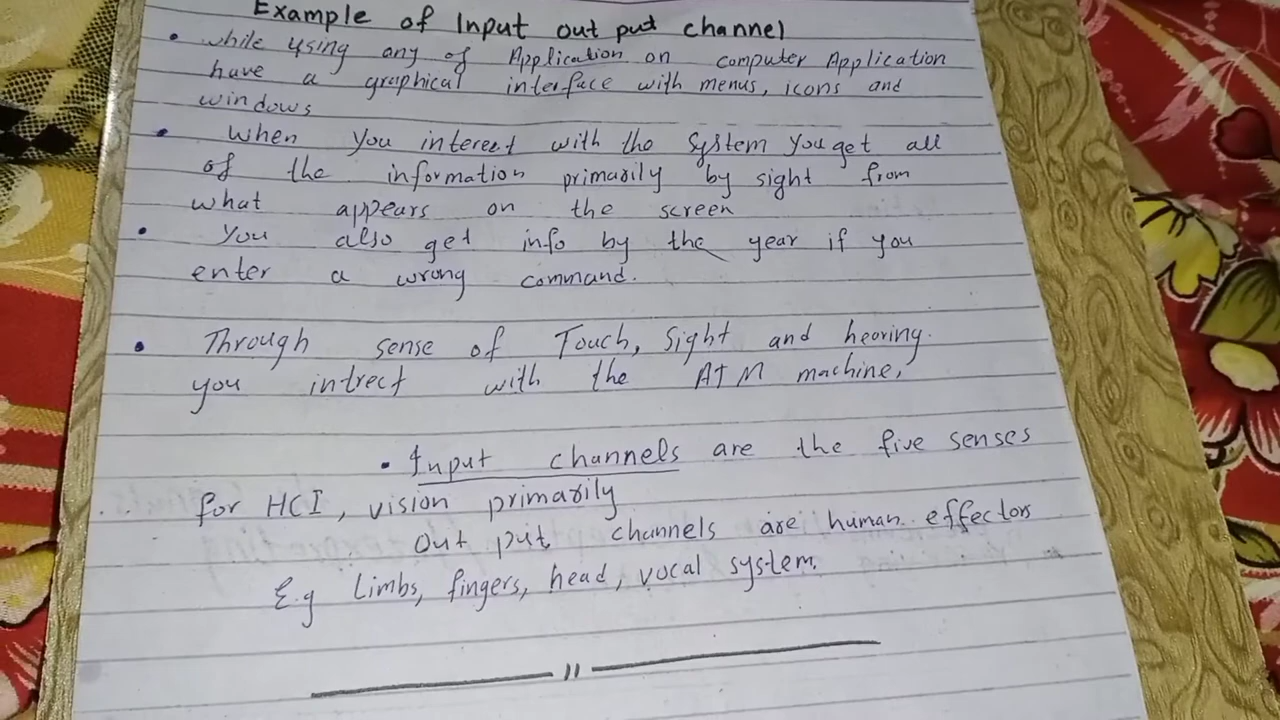 Example of Input out put channel
• while using any of Application on computer Application
have a graphical interface with menus, icons and
windows
• When you interect with the system you get all
of the information primarily by sight from
what appears on the screen
• You also get info by the year if you
enter a wrong command.
• Through sense of Touch, Sight and hearing.
you intrect with the ATM machine,
• Input channels are the five senses
for HCI, vision primarily
out put channels are human effectors
E.g Limbs, fingers, head, vocal system.